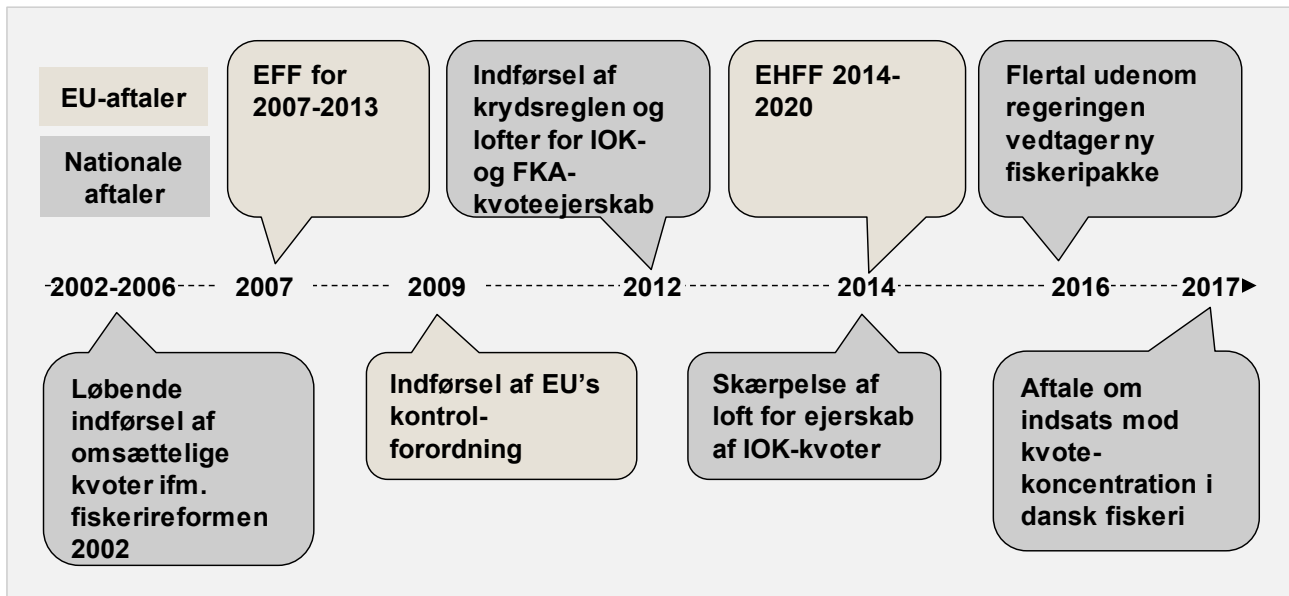 EU-aftaler
Nationale
aftaler
EFF for
2007-2013
Indførsel af
krydsreglen og
lofter for IOK-
og FKA-
kvoteejerskab
EHFF 2014-
2020
Flertal udenom
regeringen
vedtager ny
fiskeripakke
2002-2006 2007 2009 2012 2014 2016 2017
Løbende
indførsel af
omsættelige
kvoter ifm.
fiskerireformen
2002
Indførsel af EU's
kontrol-
forordning
Skærpelse af
loft for ejerskab
af IOK-kvoter
Aftale om
indsats mod
kvote-
koncentration i
dansk fiskeri